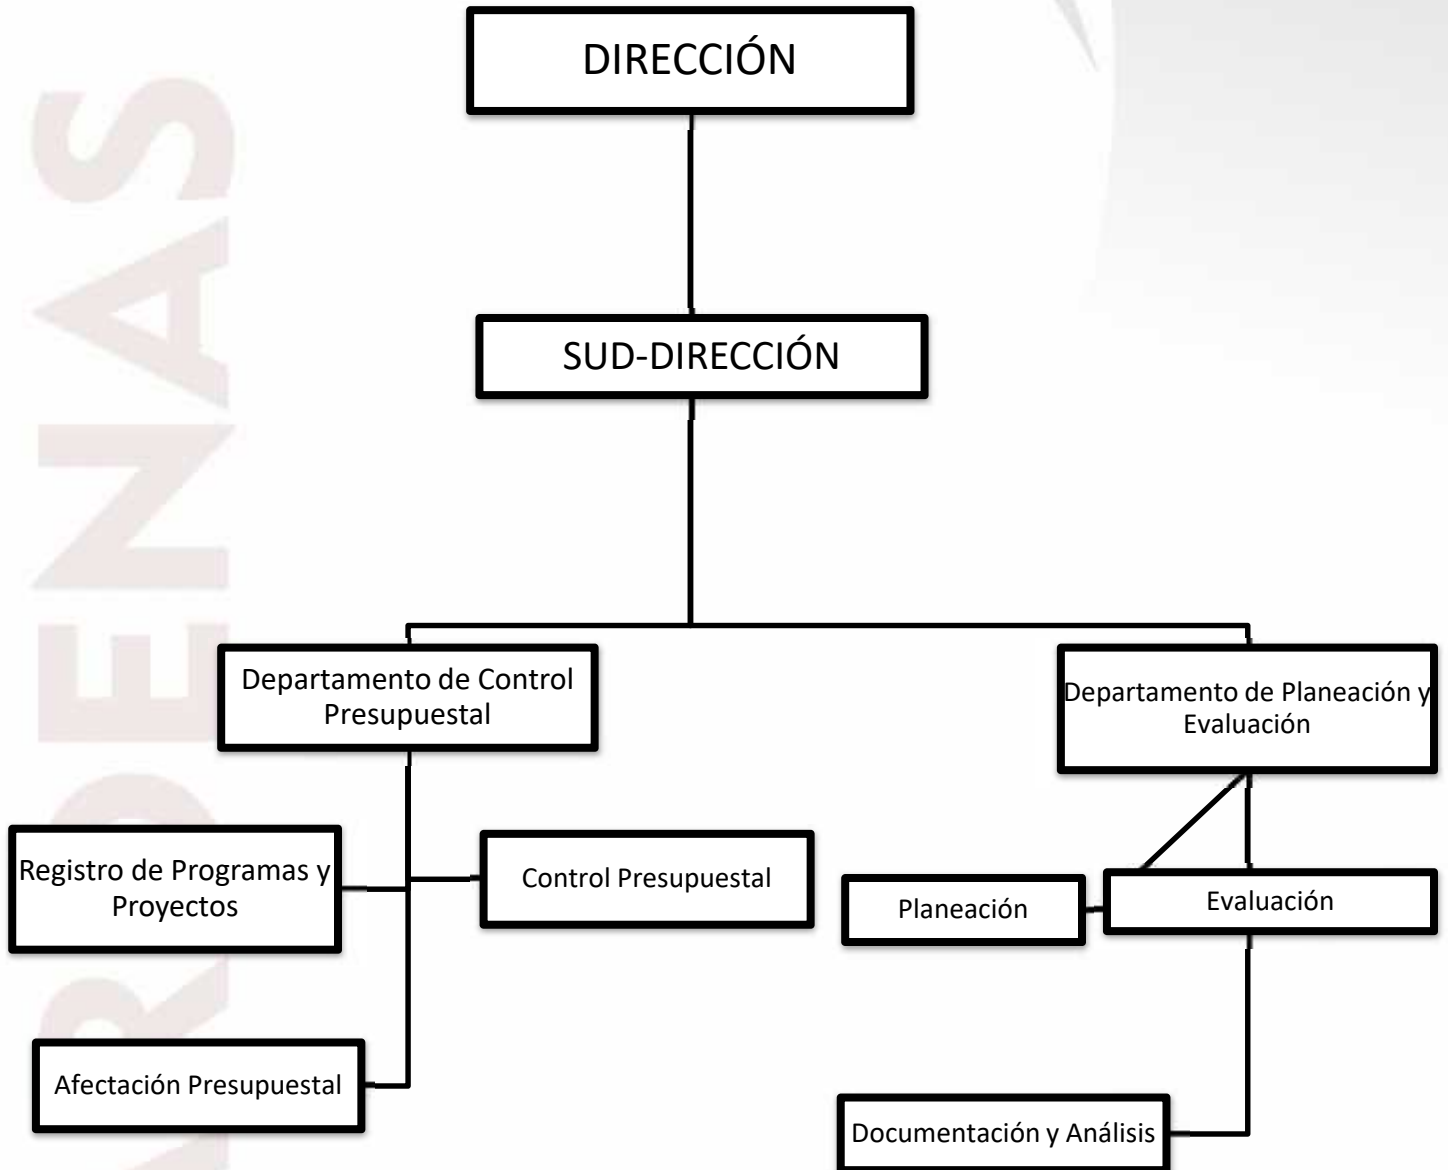 DIRECCIÓN
SUD-DIRECCIÓN
Departamento de Control
Presupuestal
Departamento de Planeación y
Evaluación
Registro de Programas y
Proyectos
Control Presupuestal
Planeación
Evaluación
Afectación Presupuestal
Documentación y Análisis
RDENAS